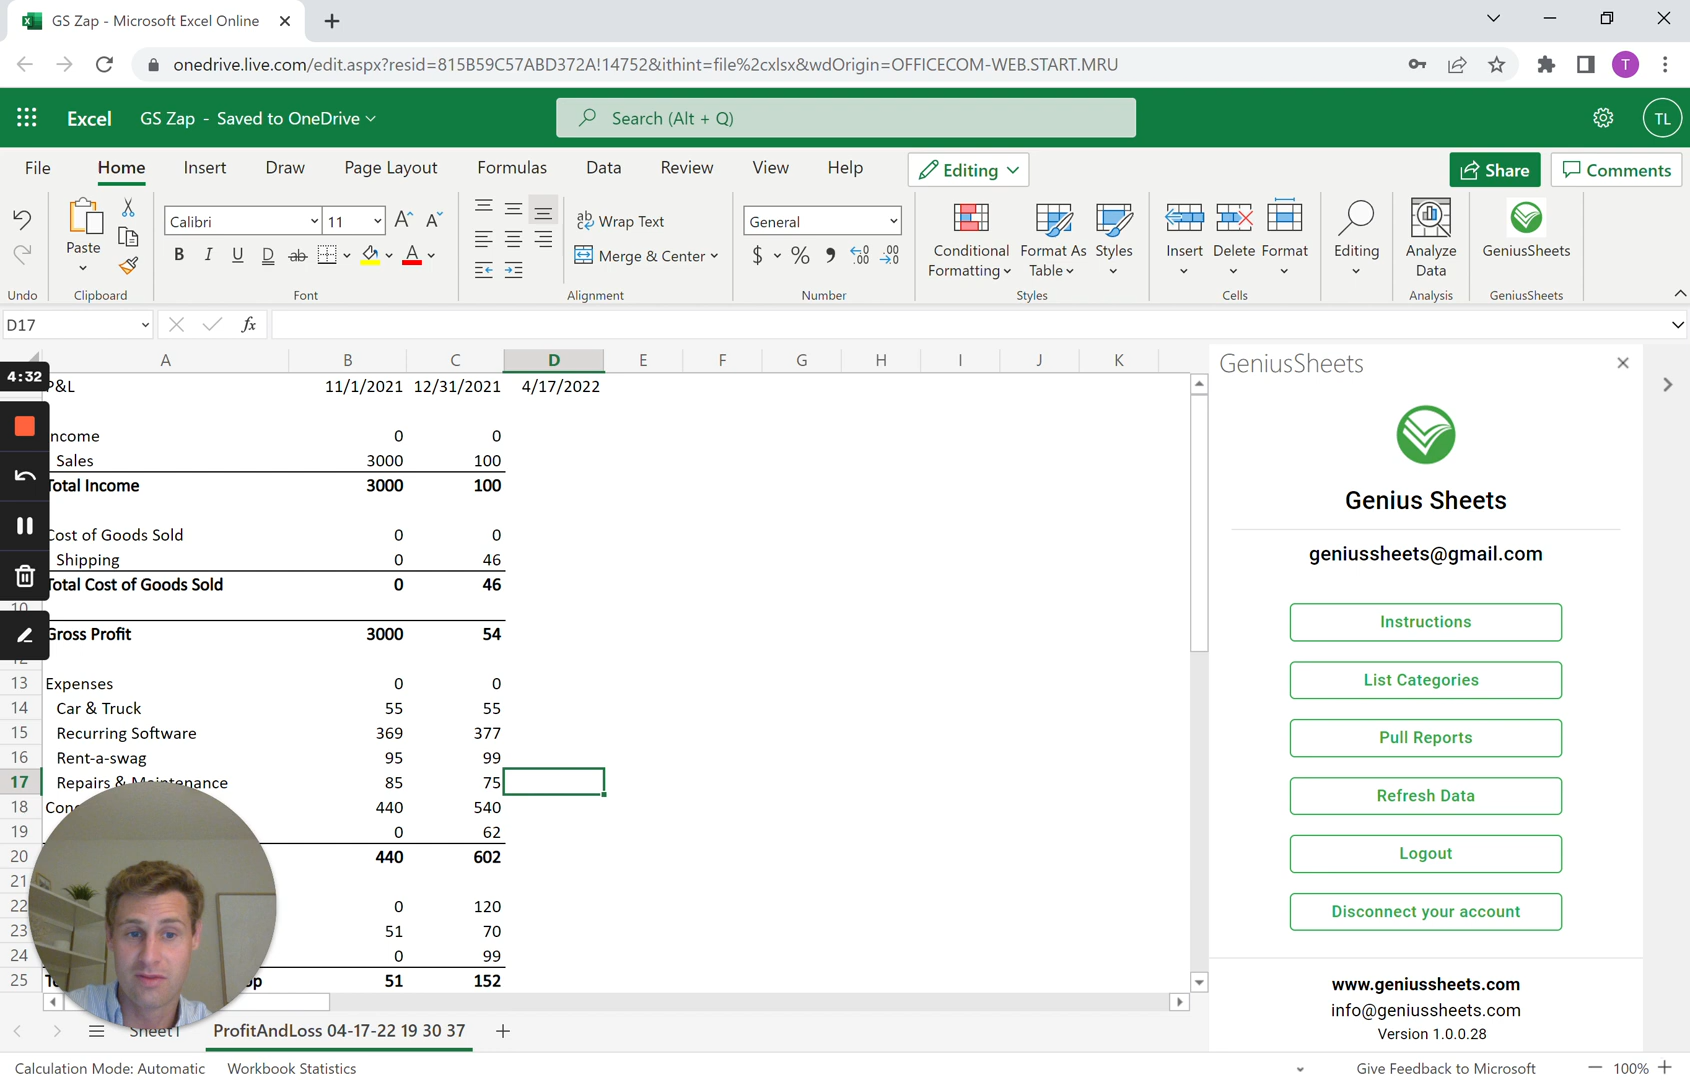 GS Zap - Microsoft Excel Online
onedrive.live.com/edit.aspx?resid=815B59C57ABD372A!14752&ithint=file%2cxlsx&wdOrigin=OFFICECOM-WEB.START.MRU
T
Excel GS Zap - Saved to OneDrive Search (Alt + Q) TL
File Home Insert Draw Page Layout Formulas Data Review View Help Editing Share Comments
Paste Calibri 11 A A ab Wrap Text General
B I U D ab A Merge & Center $ % , .00
Conditional Formatting Format As Table Styles Insert Delete Format Editing Analyze Data GeniusSheets
Undo Clipboard Font Alignment Number Styles Cells Analysis GeniusSheets
D17 fx
A B C D E F G H I J K
4:32
P&L 11/1/2021 12/31/2021 4/17/2022
ncome 0 0
Sales 3000 100
Total Income 3000 100
Cost of Goods Sold 0 0
Shipping 0 46
Total Cost of Goods Sold 0 46
10
Gross Profit 3000 54
12
13 Expenses 0 0
14 Car & Truck 55 55
15 Recurring Software 369 377
16 Rent-a-swag 95 99
17 Repairs & Maintenance 85 75
18 440 540
19 0 62
20 440 602
21
22 0 120
23 51 70
24 0 99
25 51 152
Sheet1 ProfitAndLoss 04-17-22 19 30 37
Calculation Mode: Automatic Workbook Statistics
GeniusSheets
Genius Sheets
geniussheets@gmail.com
Instructions
List Categories
Pull Reports
Refresh Data
Logout
Disconnect your account
www.geniussheets.com
info@geniussheets.com
Version 1.0.0.28
Give Feedback to Microsoft 100%